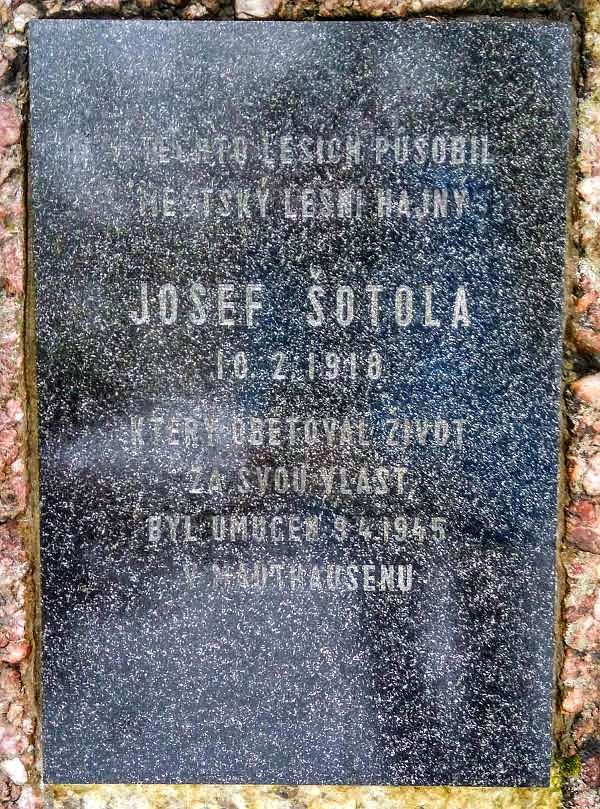 V TĚCHTO LESÍCH PŮSOBIL
MĚSTSKÝ LESNÍ HAJNÝ
JOSEF ŠOTOLA
10. 2. 1918
KTERÝ OBĚTOVAL ŽIVOT
ZA SVOU VLAST,
BYL UMUČEN 9.4.1945
V MAUTHAUSENU